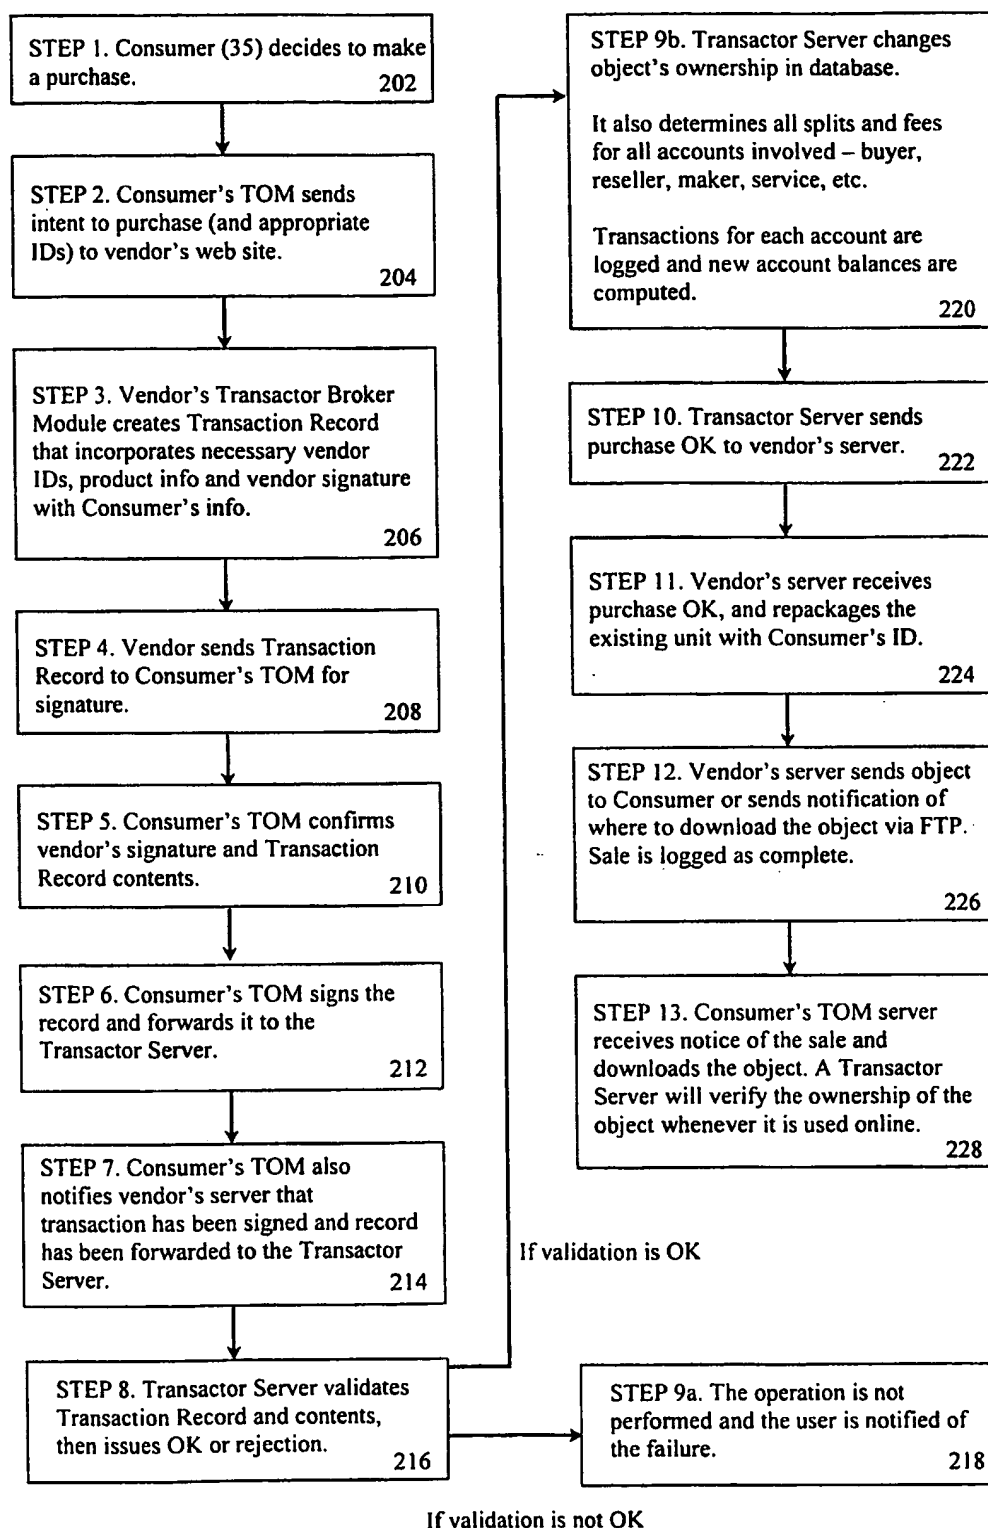 STEP 1. Consumer (35) decides to make
a purchase.
202
STEP 2. Consumer's TOM sends
intent to purchase (and appropriate
IDs) to vendor's web site.
204
STEP 3. Vendor's Transactor Broker
Module creates Transaction Record
that incorporates necessary vendor
IDs, product info and vendor signature
with Consumer's info.
206
STEP 4. Vendor sends Transaction
Record to Consumer's TOM for
signature.
208
STEP 5. Consumer's TOM confirms
vendor's signature and Transaction
Record contents.
210
STEP 6. Consumer's TOM signs the
record and forwards it to the
Transactor Server.
212
STEP 7. Consumer's TOM also
notifies vendor's server that
transaction has been signed and record
has been forwarded to the Transactor
Server.
214
STEP 8. Transactor Server validates
Transaction Record and contents,
then issues OK or rejection.
216
If validation is OK
If validation is not OK
STEP 9a. The operation is not
performed and the user is notified of
the failure.
218
STEP 9b. Transactor Server changes
object's ownership in database.
It also determines all splits and fees
for all accounts involved – buyer,
reseller, maker, service, etc.
Transactions for each account are
logged and new account balances are
computed.
220
STEP 10. Transactor Server sends
purchase OK to vendor's server.
222
STEP 11. Vendor's server receives
purchase OK, and repackages the
existing unit with Consumer's ID.
224
STEP 12. Vendor's server sends object
to Consumer or sends notification of
where to download the object via FTP.
Sale is logged as complete.
226
STEP 13. Consumer's TOM server
receives notice of the sale and
downloads the object. A Transactor
Server will verify the ownership of the
object whenever it is used online.
228